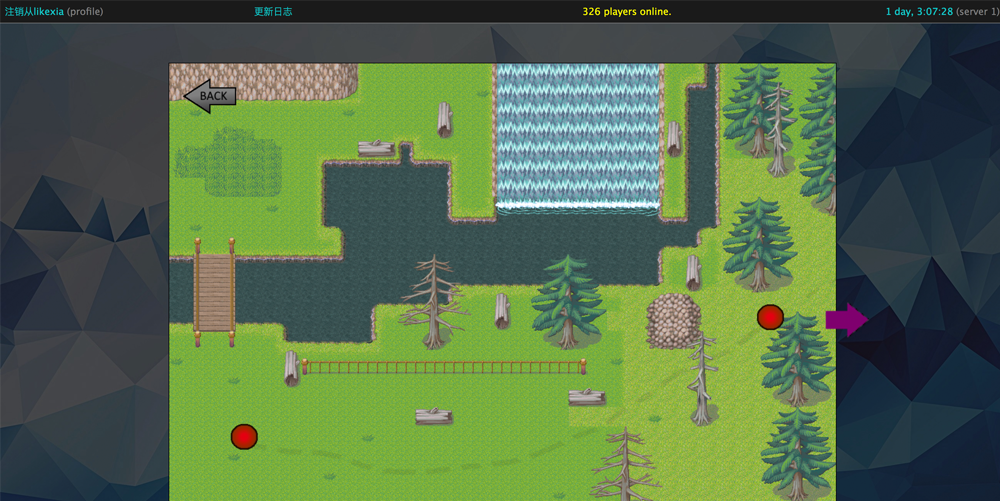 注销从likexia (profile)
更新日志
326 players online.
1 day, 3:07:28 (server 1)
BACK